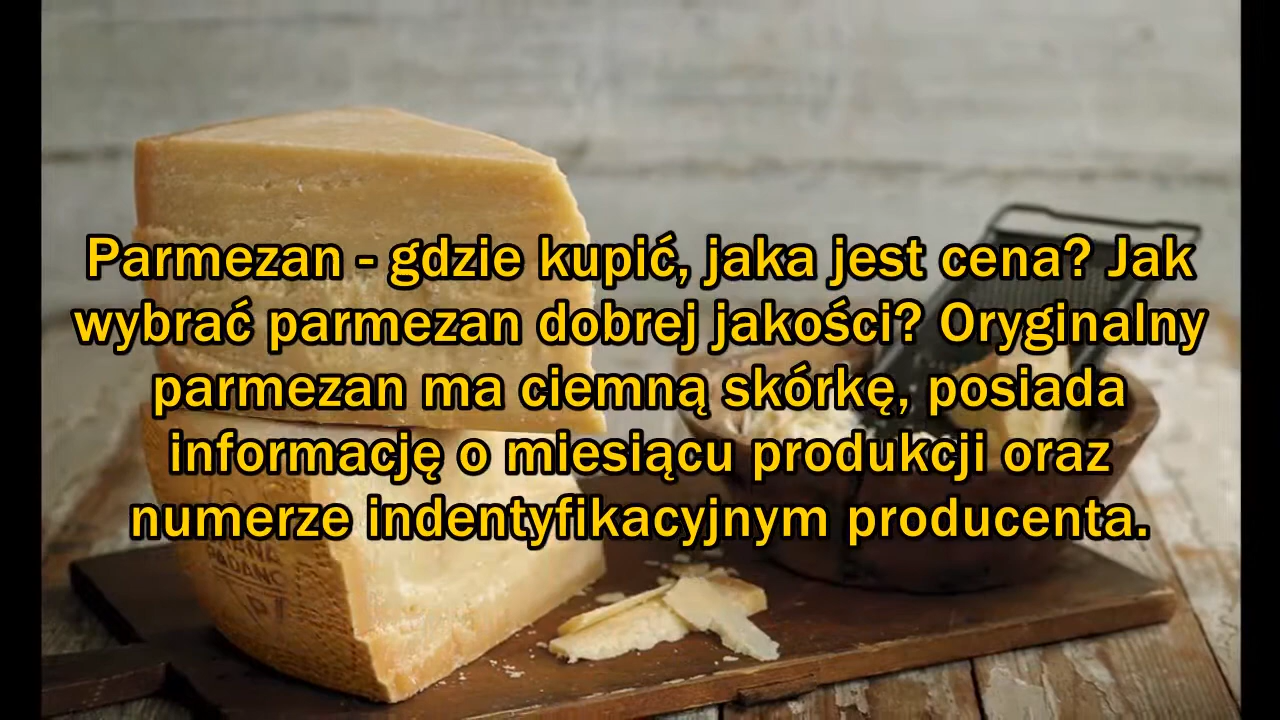 Parmezan - gdzie kupić, jaka jest cena? Jak
wybrać parmezan dobrej jakości? Oryginalny
parmezan ma ciemną skórkę, posiada
informację o miesiącu produkcji oraz
numerze indentyfikacyjnym producenta.
PADANO